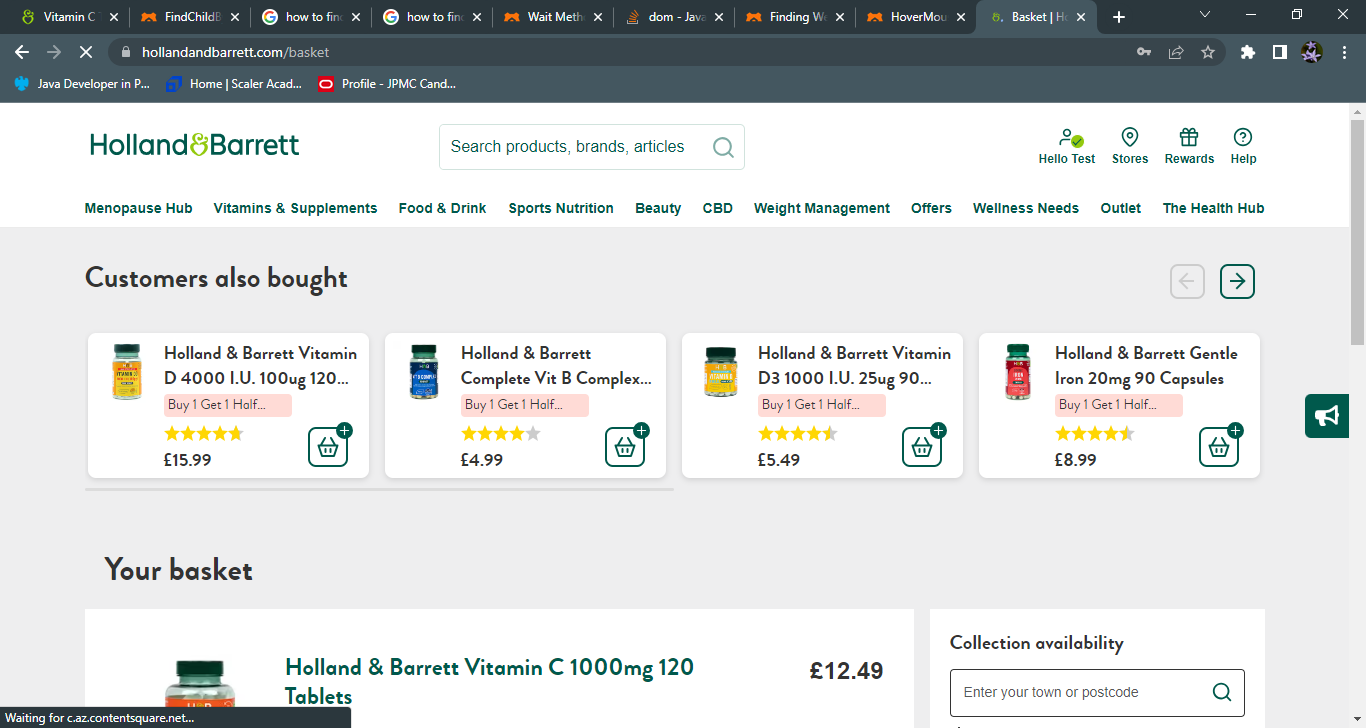 Vitamin C
FindChildB
how to find
how to find
Wait Meth
dom - Java
Finding We
HoverMou
Basket | Ho
hollandandbarrett.com/basket
Java Developer in P...
Home | Scaler Acad...
Profile - JPMC Cand...
Holland&Barrett
Search products, brands, articles
Hello Test
Stores
Rewards
Help
Menopause Hub
Vitamins & Supplements
Food & Drink
Sports Nutrition
Beauty
CBD
Weight Management
Offers
Wellness Needs
Outlet
The Health Hub
Customers also bought
Holland & Barrett Vitamin
D 4000 I.U. 100ug 120...
Buy 1 Get 1 Half...
£15.99
Holland & Barrett
Complete Vit B Complex...
Buy 1 Get 1 Half...
£4.99
Holland & Barrett Vitamin
D3 1000 I.U. 25ug 90...
Buy 1 Get 1 Half...
£5.49
Holland & Barrett Gentle
Iron 20mg 90 Capsules
Buy 1 Get 1 Half...
£8.99
Your basket
Holland & Barrett Vitamin C 1000mg 120
Tablets
£12.49
Collection availability
Enter your town or postcode
Waiting for c.az.contentsquare.net...